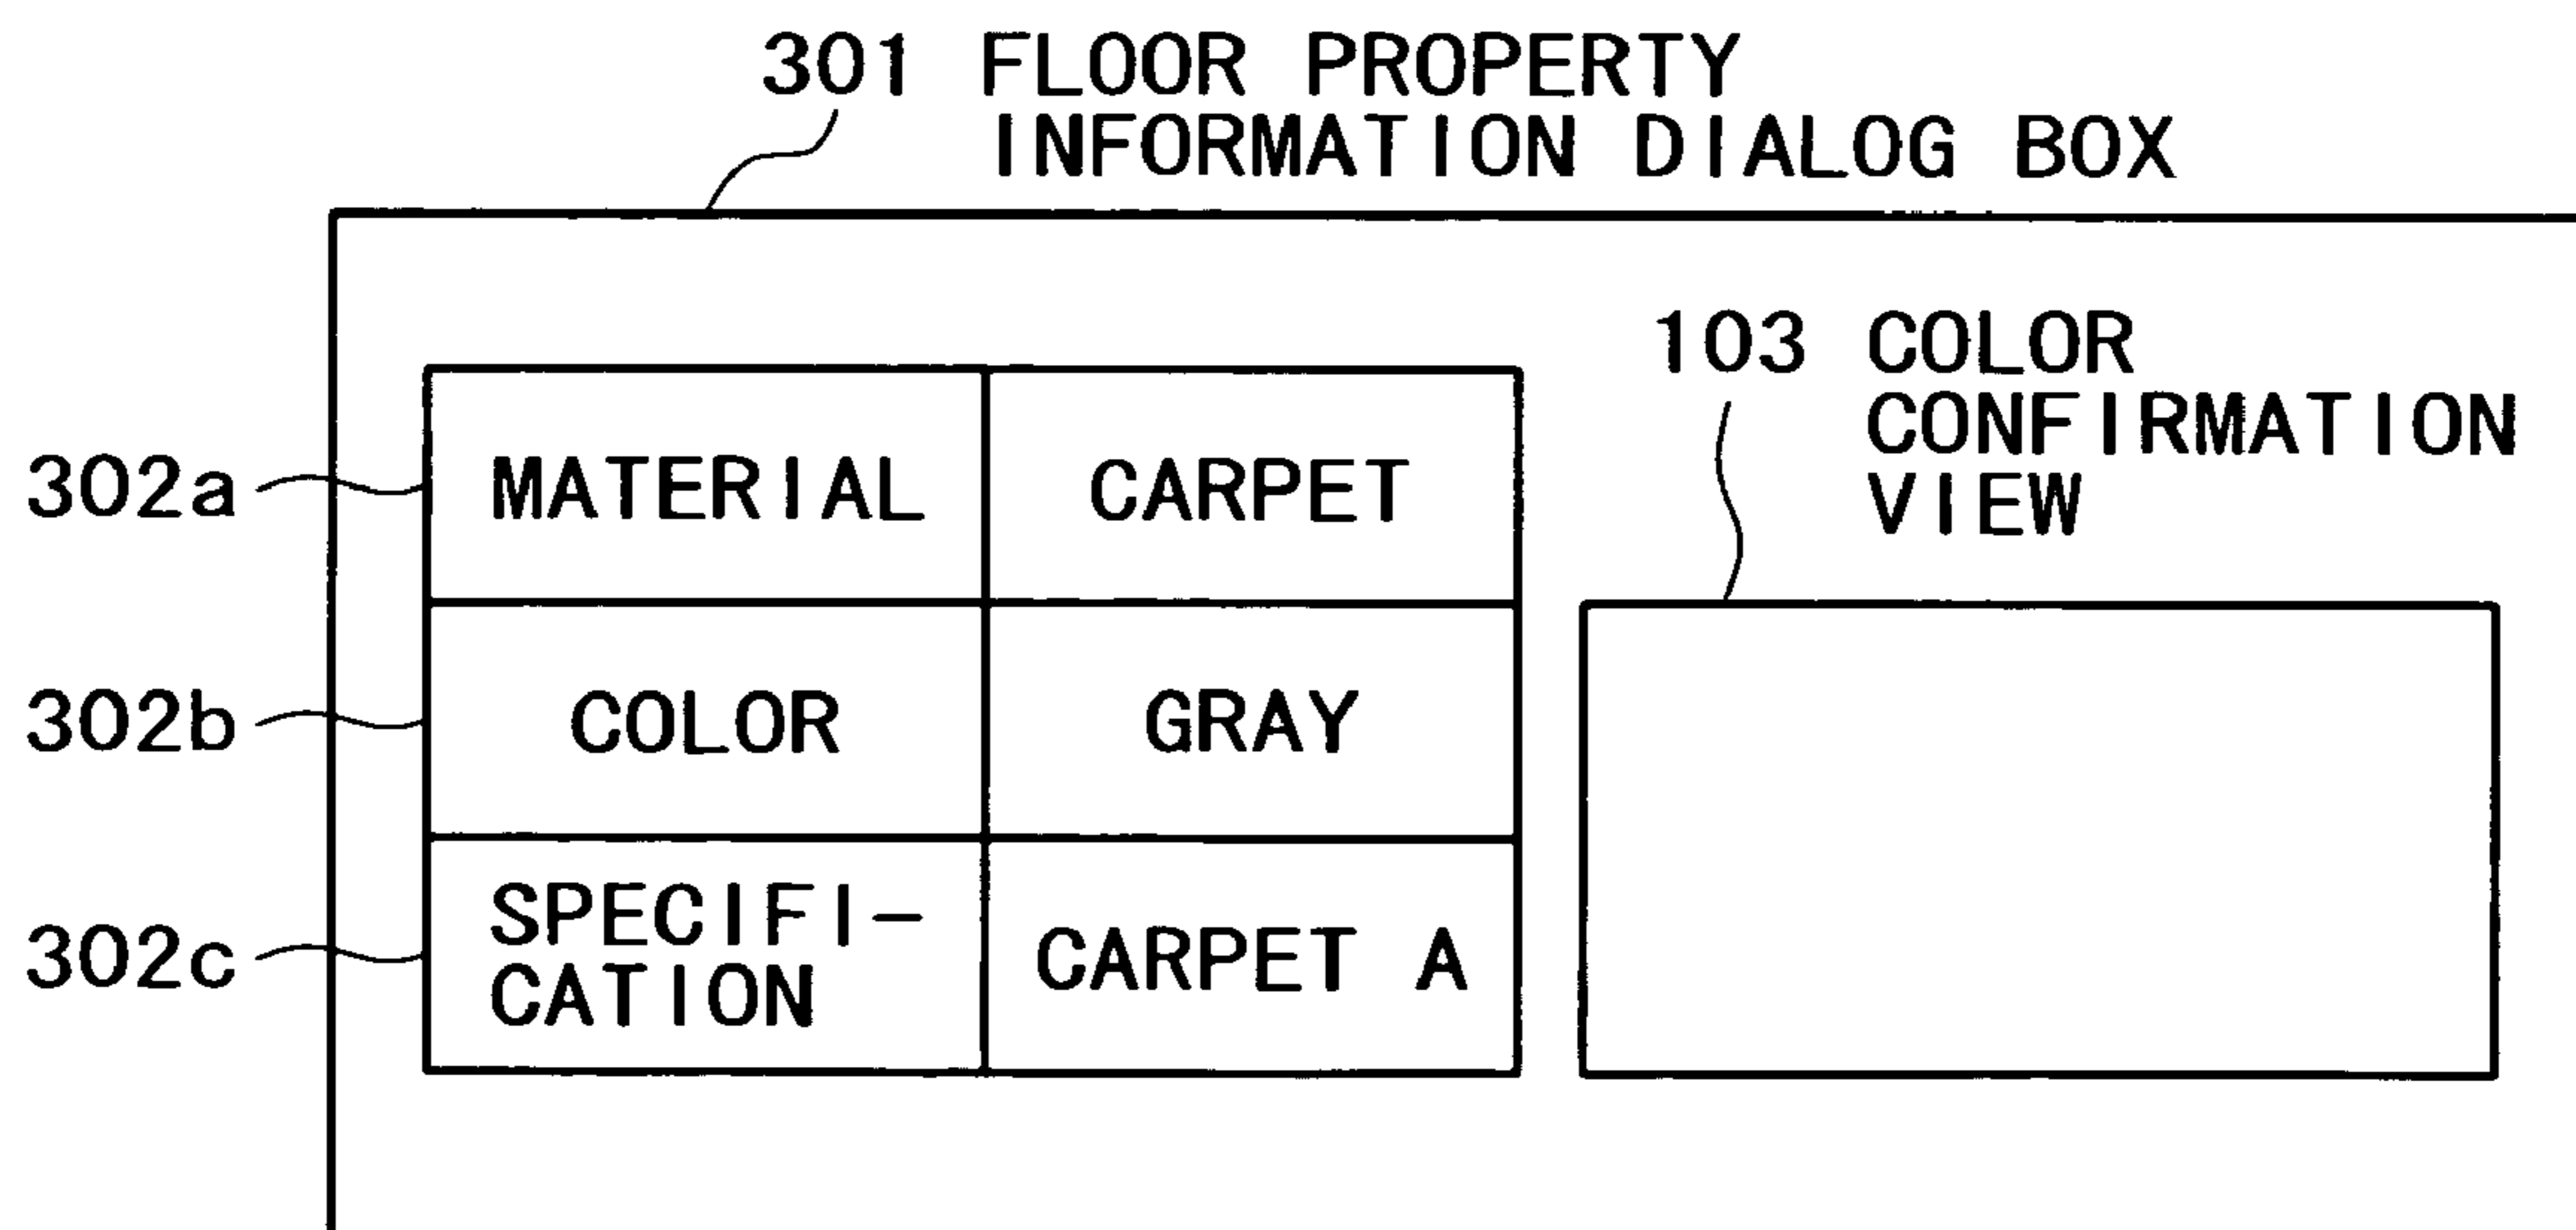 301 FLOOR PROPERTY
INFORMATION DIALOG BOX
103 COLOR
CONFIRMATION
VIEW
302a MATERIAL CARPET
302b COLOR GRAY
302c SPECIFI-
CATION
CARPET A